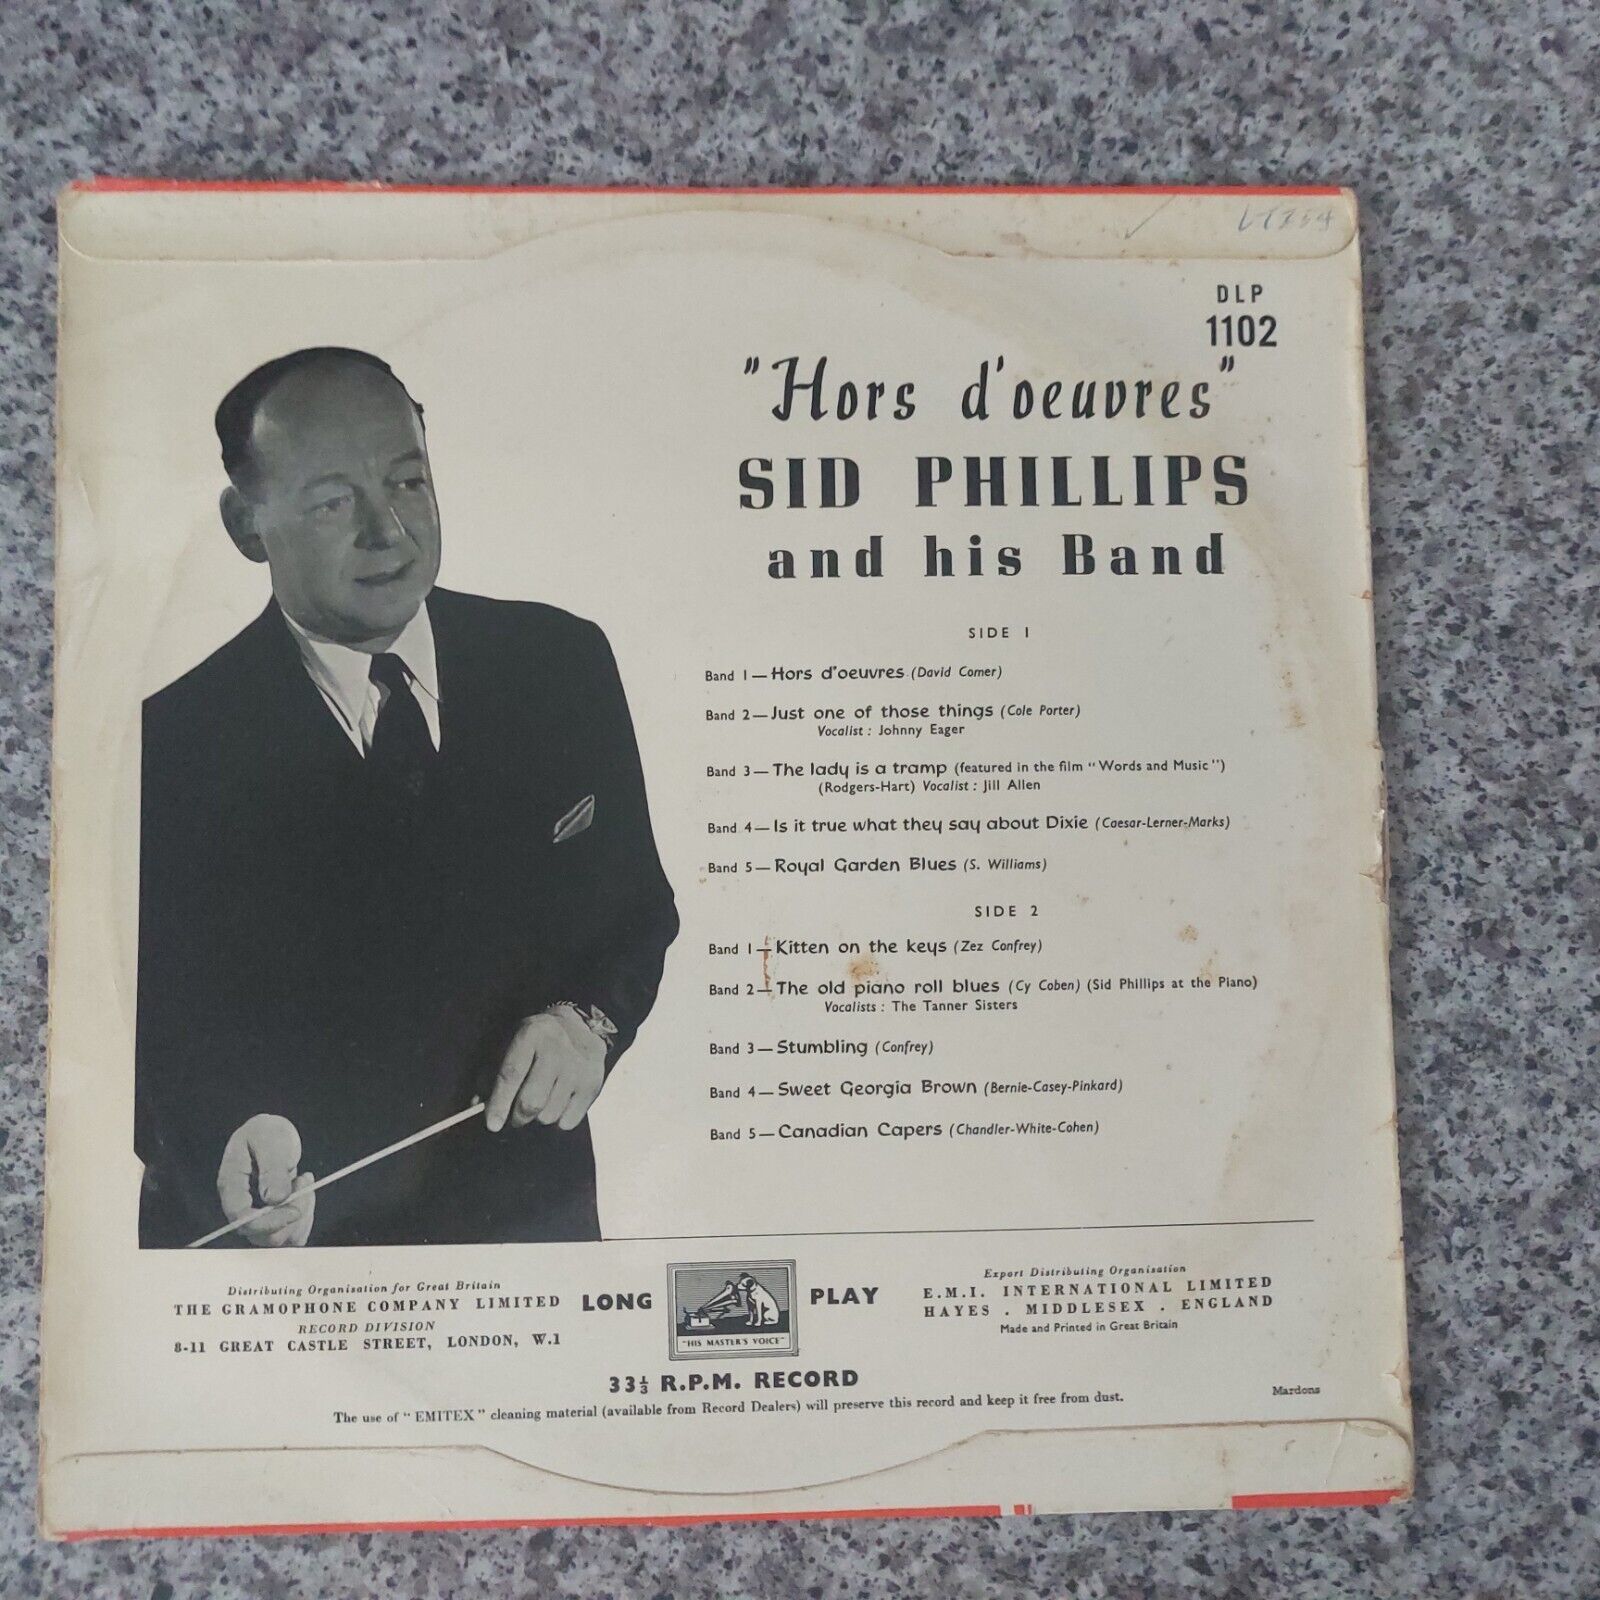 DLP
1102
"Hors d'oeuvres"
SID PHILLIPS
and his Band
SIDE 1
Band 1—Hors d'oeuvres (David Comer)
Band 2—Just one of those things (Cole Porter)
Vocalist : Johnny Eager
Band 3—The lady is a tramp (featured in the film "Words and Music")
(Rodgers-Hart) Vocalist : Jill Allen
Band 4—Is it true what they say about Dixie (Caesar-Lerner-Marks)
Band 5—Royal Garden Blues (S. Williams)
SIDE 2
Band 1—Kitten on the keys (Zez Confrey)
Band 2—The old piano roll blues (Cy Coben) (Sid Phillips at the Piano)
Vocalists : The Tanner Sisters
Band 3—Stumbling (Confrey)
Band 4—Sweet Georgia Brown (Bernie-Casey-Pinkard)
Band 5—Canadian Capers (Chandler-White-Cohen)
Distributing Organisation for Great Britain
THE GRAMOPHONE COMPANY LIMITED
RECORD DIVISION
8-11 GREAT CASTLE STREET, LONDON, W.1
LONG PLAY
"HIS MASTER'S VOICE"
Export Distributing Organisation
E.M.I. INTERNATIONAL LIMITED
HAYES . MIDDLESEX . ENGLAND
Made and Printed in Great Britain
33⅓ R.P.M. RECORD
The use of "EMITEX" cleaning material (available from Record Dealers) will preserve this record and keep it free from dust.
Mardons